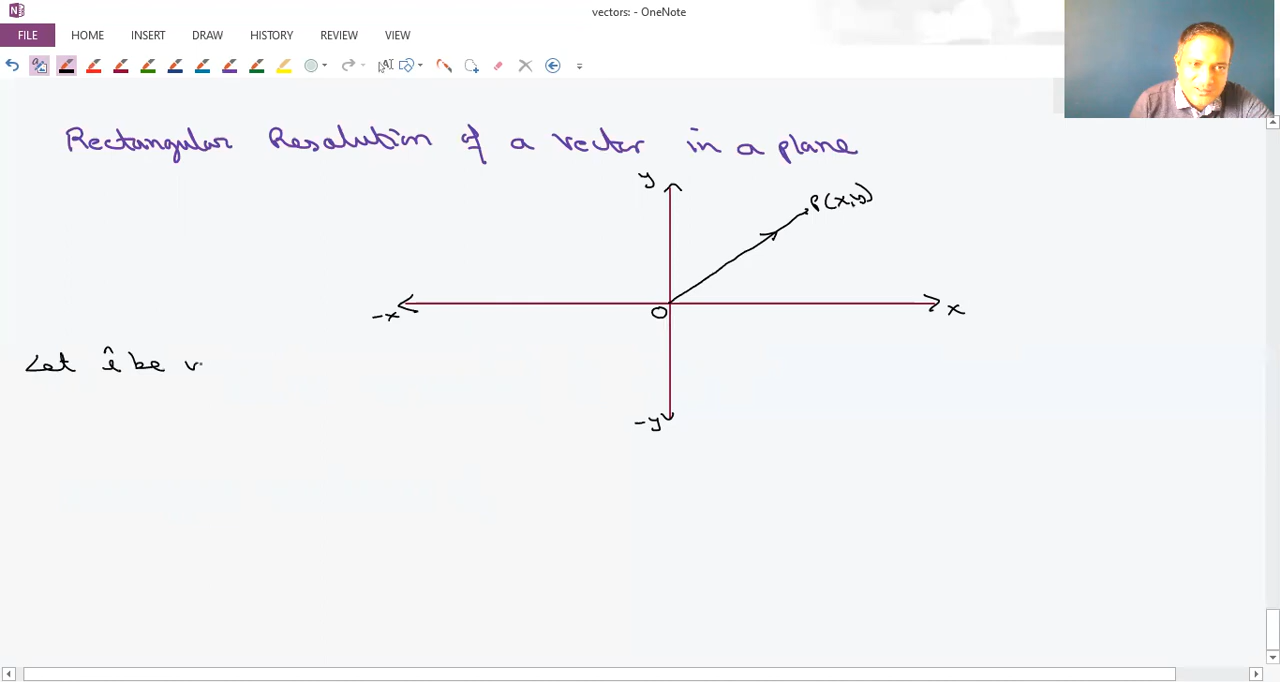 vectors: - OneNote
FILE HOME INSERT DRAW HISTORY REVIEW VIEW
Rectangular Resolution of a vector in a plane
y
P(x,y)
-x O x
Let î be
-y